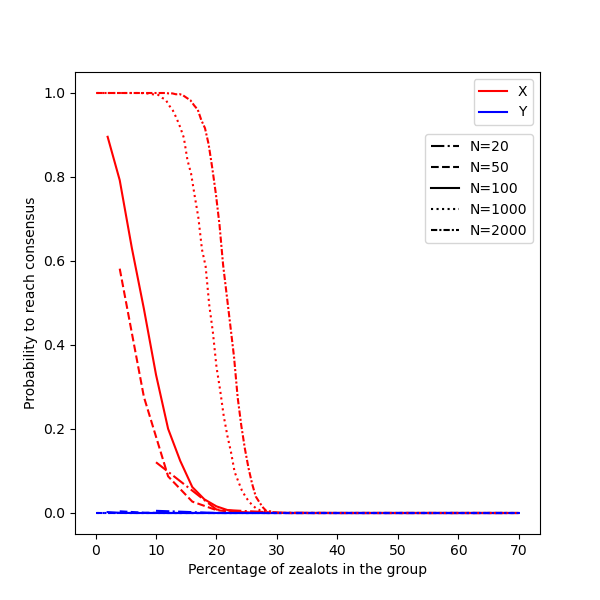 X
Y
N=20
N=50
N=100
N=1000
N=2000
Probability to reach consensus
1.0
0.8
0.6
0.4
0.2
0.0
0 10 20 30 40 50 60 70
Percentage of zealots in the group